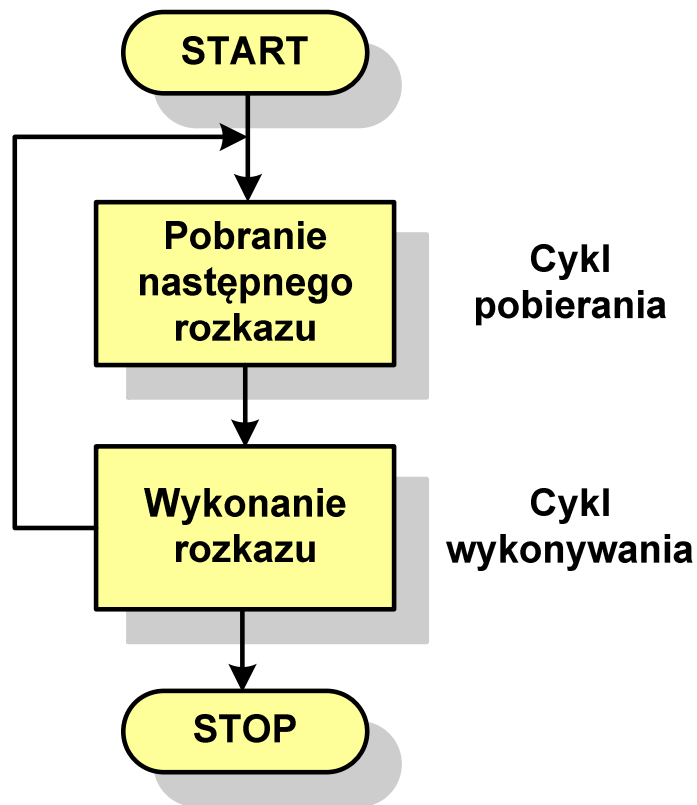 START
Pobranie
następnego
rozkazu
Cykl
pobierania
Wykonanie
rozkazu
Cykl
wykonywania
STOP